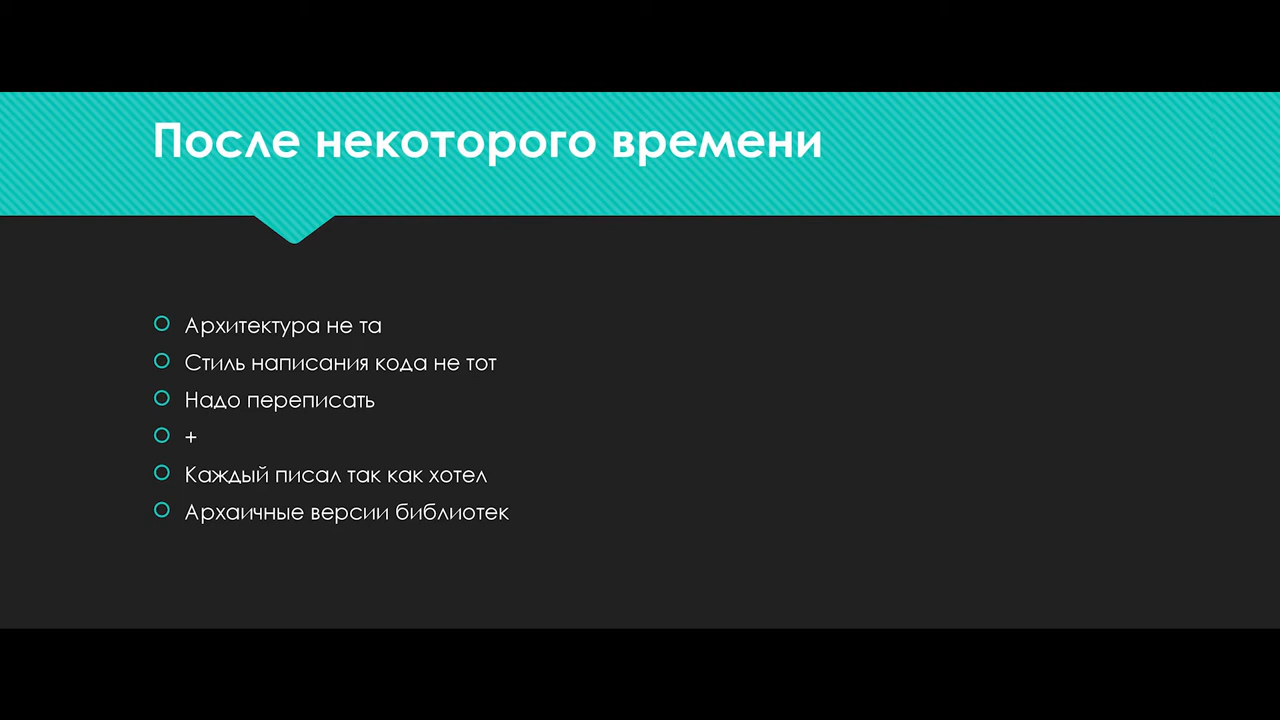 После некоторого времени
Архитектура не та
Стиль написания кода не тот
Надо переписать
+
Каждый писал так как хотел
Архаичные версии библиотек